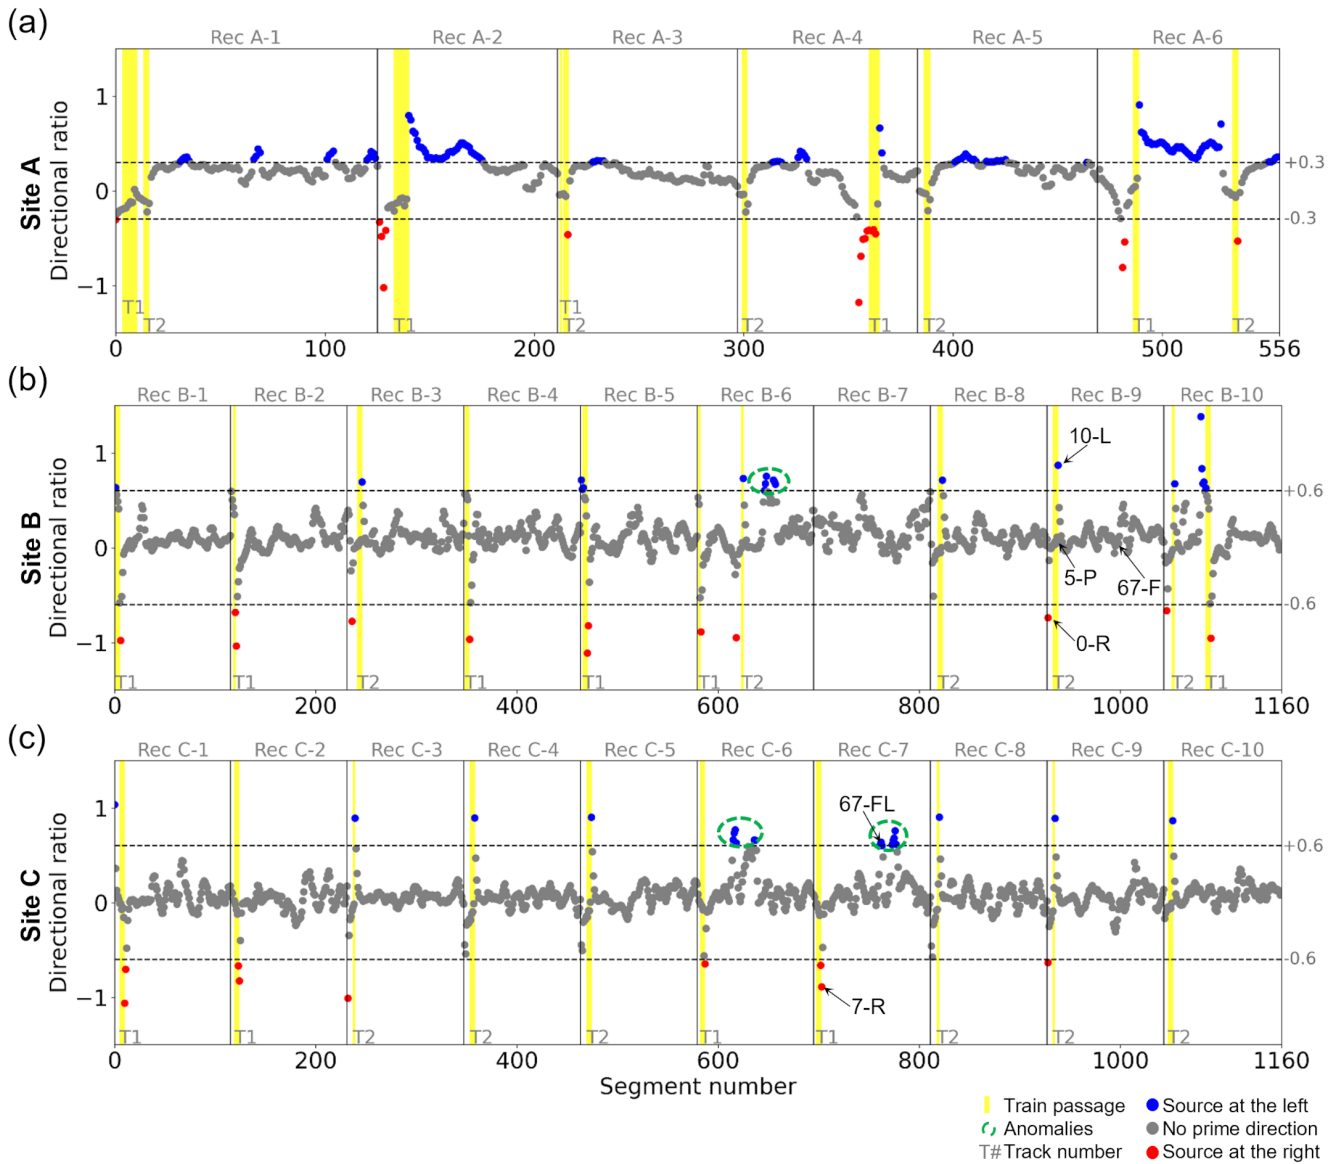 (a)
Rec A-1 Rec A-2 Rec A-3 Rec A-4 Rec A-5 Rec A-6
Site A
Directional ratio
1
0
−1
+0.3
-0.3
T1 T2 T1 T1 T2 T2 T1 T2 T1 T2
0 100 200 300 400 500 556
(b)
Rec B-1 Rec B-2 Rec B-3 Rec B-4 Rec B-5 Rec B-6 Rec B-7 Rec B-8 Rec B-9 Rec B-10
Site B
Directional ratio
1
0
−1
+0.6
-0.6
10-L
5-P
67-F
0-R
T1 T1 T2 T1 T1 T1 T2 T2 T2 T2 T1
0 200 400 600 800 1000 1160
(c)
Rec C-1 Rec C-2 Rec C-3 Rec C-4 Rec C-5 Rec C-6 Rec C-7 Rec C-8 Rec C-9 Rec C-10
Site C
Directional ratio
1
0
−1
+0.6
-0.6
67-FL
7-R
T1 T1 T2 T2 T2 T1 T1 T2 T2 T2
0 200 400 600 800 1000 1160
Segment number
Train passage
Anomalies
T# Track number
Source at the left
No prime direction
Source at the right